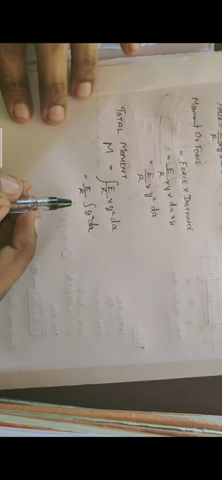 Moment Of Force = Force × Distance
= E/R × y × da × y
= E/R × y² da
TOTAL MOMENT
M = ∫ E/R × y² da
= E/R ∫ y² da